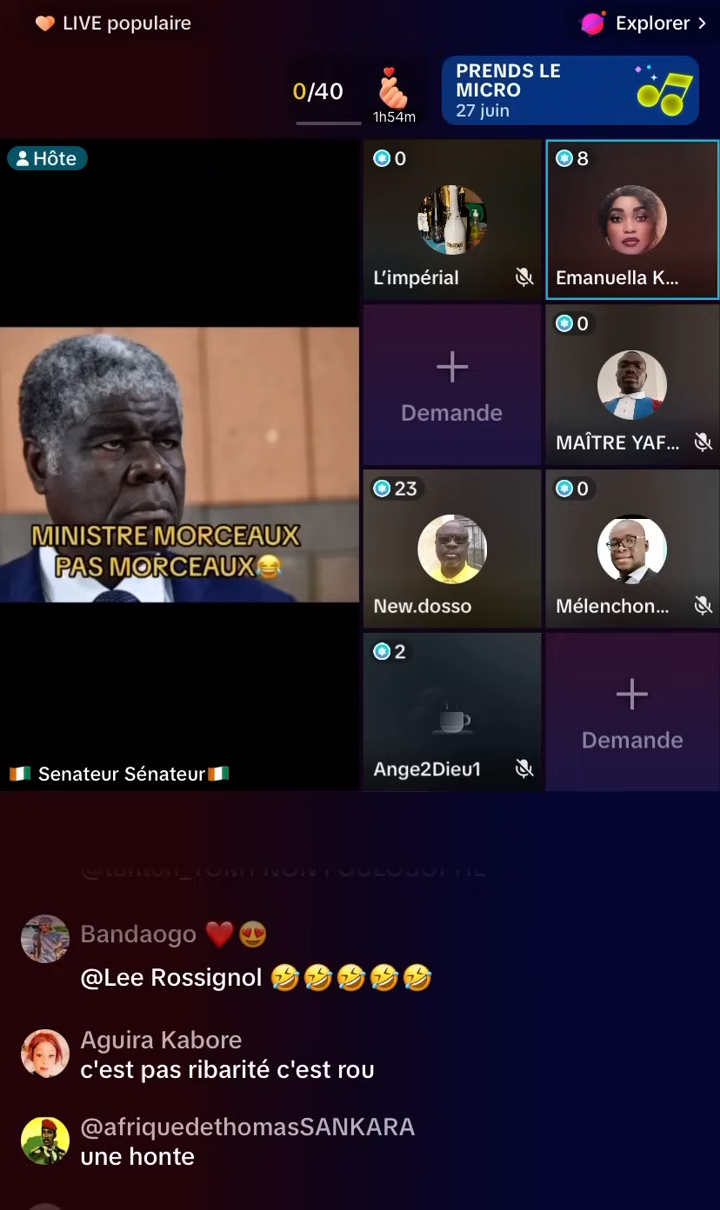 LIVE populaire
Explorer
0/40
1h54m
PRENDS LE
MICRO
27 juin
Hôte
MINISTRE MORCEAUX
PAS MORCEAUX😂
🇨🇮 Senateur Sénateur🇨🇮
0
L'impérial
8
Emanuella K...
Demande
0
MAÎTRE YAF...
23
New.dosso
0
Mélenchon...
2
Ange2Dieu1
Demande
Bandaogo ❤️😍
@Lee Rossignol 🤣🤣🤣🤣🤣
Aguira Kabore
c'est pas ribarité c'est rou
@afriquedethomasSANKARA
une honte